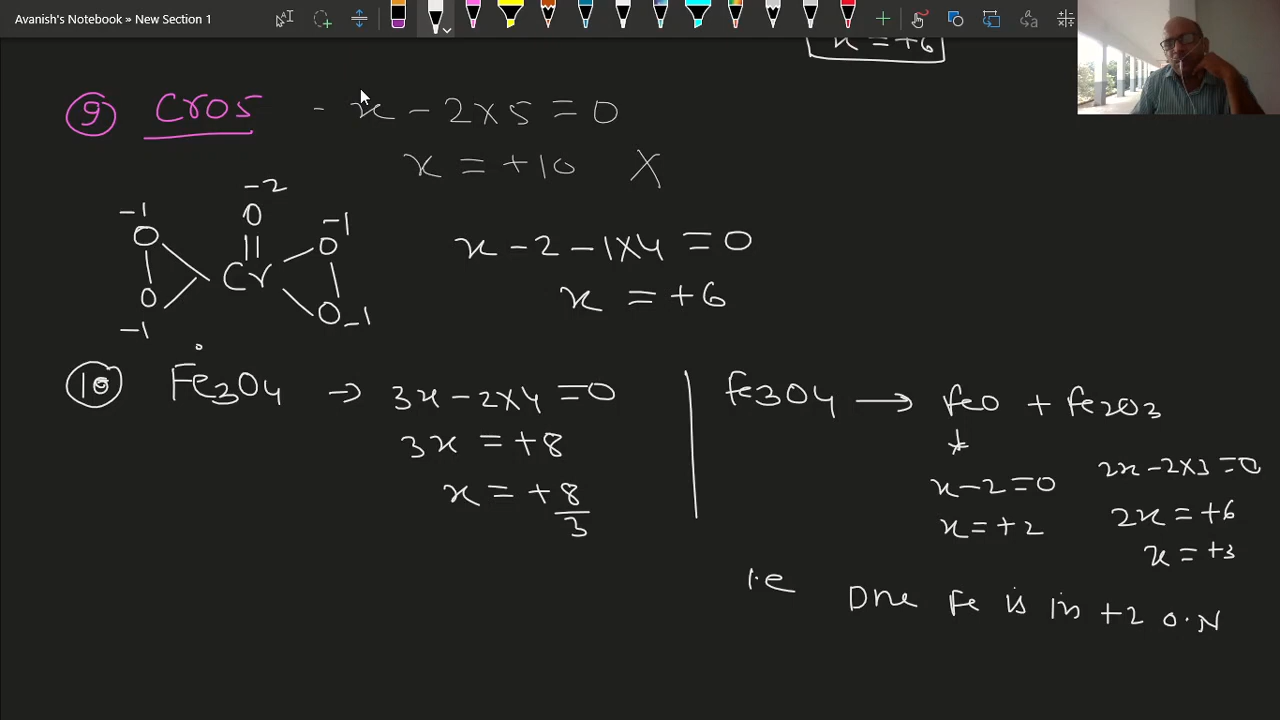 Avanish's Notebook » New Section 1
x = +6
9 CrO5 - x - 2x5 = 0
x = +10 X
-2
-1 O -1
O O
x - 2 - 1x4 = 0
Cr
O O
x = +6
-1 -1
10 Fe3O4 → 3x - 2x4 = 0
3x = +8
x = +8/3
Fe3O4 → FeO + Fe2O3
x - 2 = 0 2x - 2x3 = 0
x = +2 2x = +6
x = +3
i.e One Fe is in +2 O.N